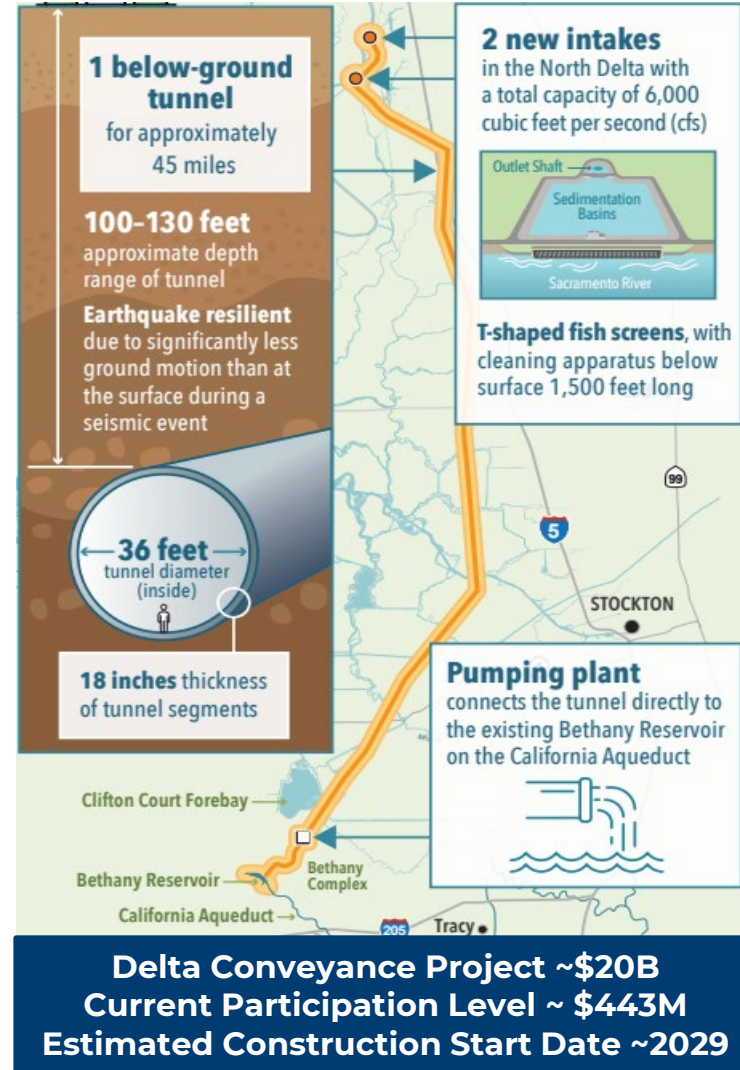 1 below-ground
tunnel
for approximately
45 miles
100–130 feet
approximate depth
range of tunnel
Earthquake resilient
due to significantly less
ground motion than at
the surface during a
seismic event
36 feet
tunnel diameter
(inside)
18 inches thickness
of tunnel segments
2 new intakes
in the North Delta with
a total capacity of 6,000
cubic feet per second (cfs)
Outlet Shaft
Sedimentation
Basins
Sacramento River
T-shaped fish screens, with
cleaning apparatus below
surface 1,500 feet long
99
5
STOCKTON
Pumping plant
connects the tunnel directly to
the existing Bethany Reservoir
on the California Aqueduct
Clifton Court Forebay
Bethany Reservoir
Bethany
Complex
California Aqueduct
205
Tracy
Delta Conveyance Project ~$20B
Current Participation Level ~ $443M
Estimated Construction Start Date ~2029